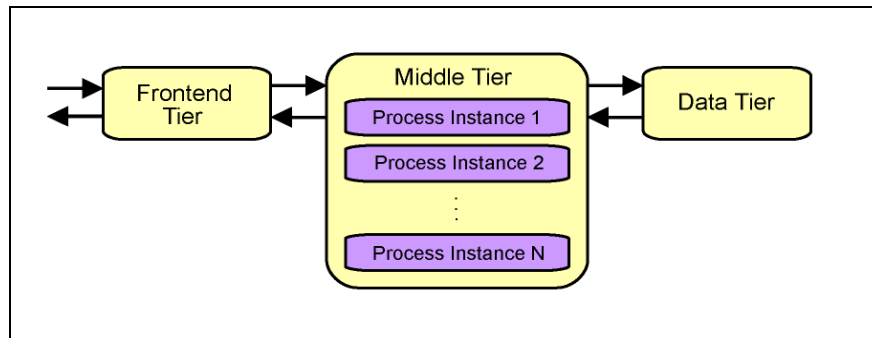 Frontend
Tier
Middle Tier
Process Instance 1
Process Instance 2
Process Instance N
Data Tier